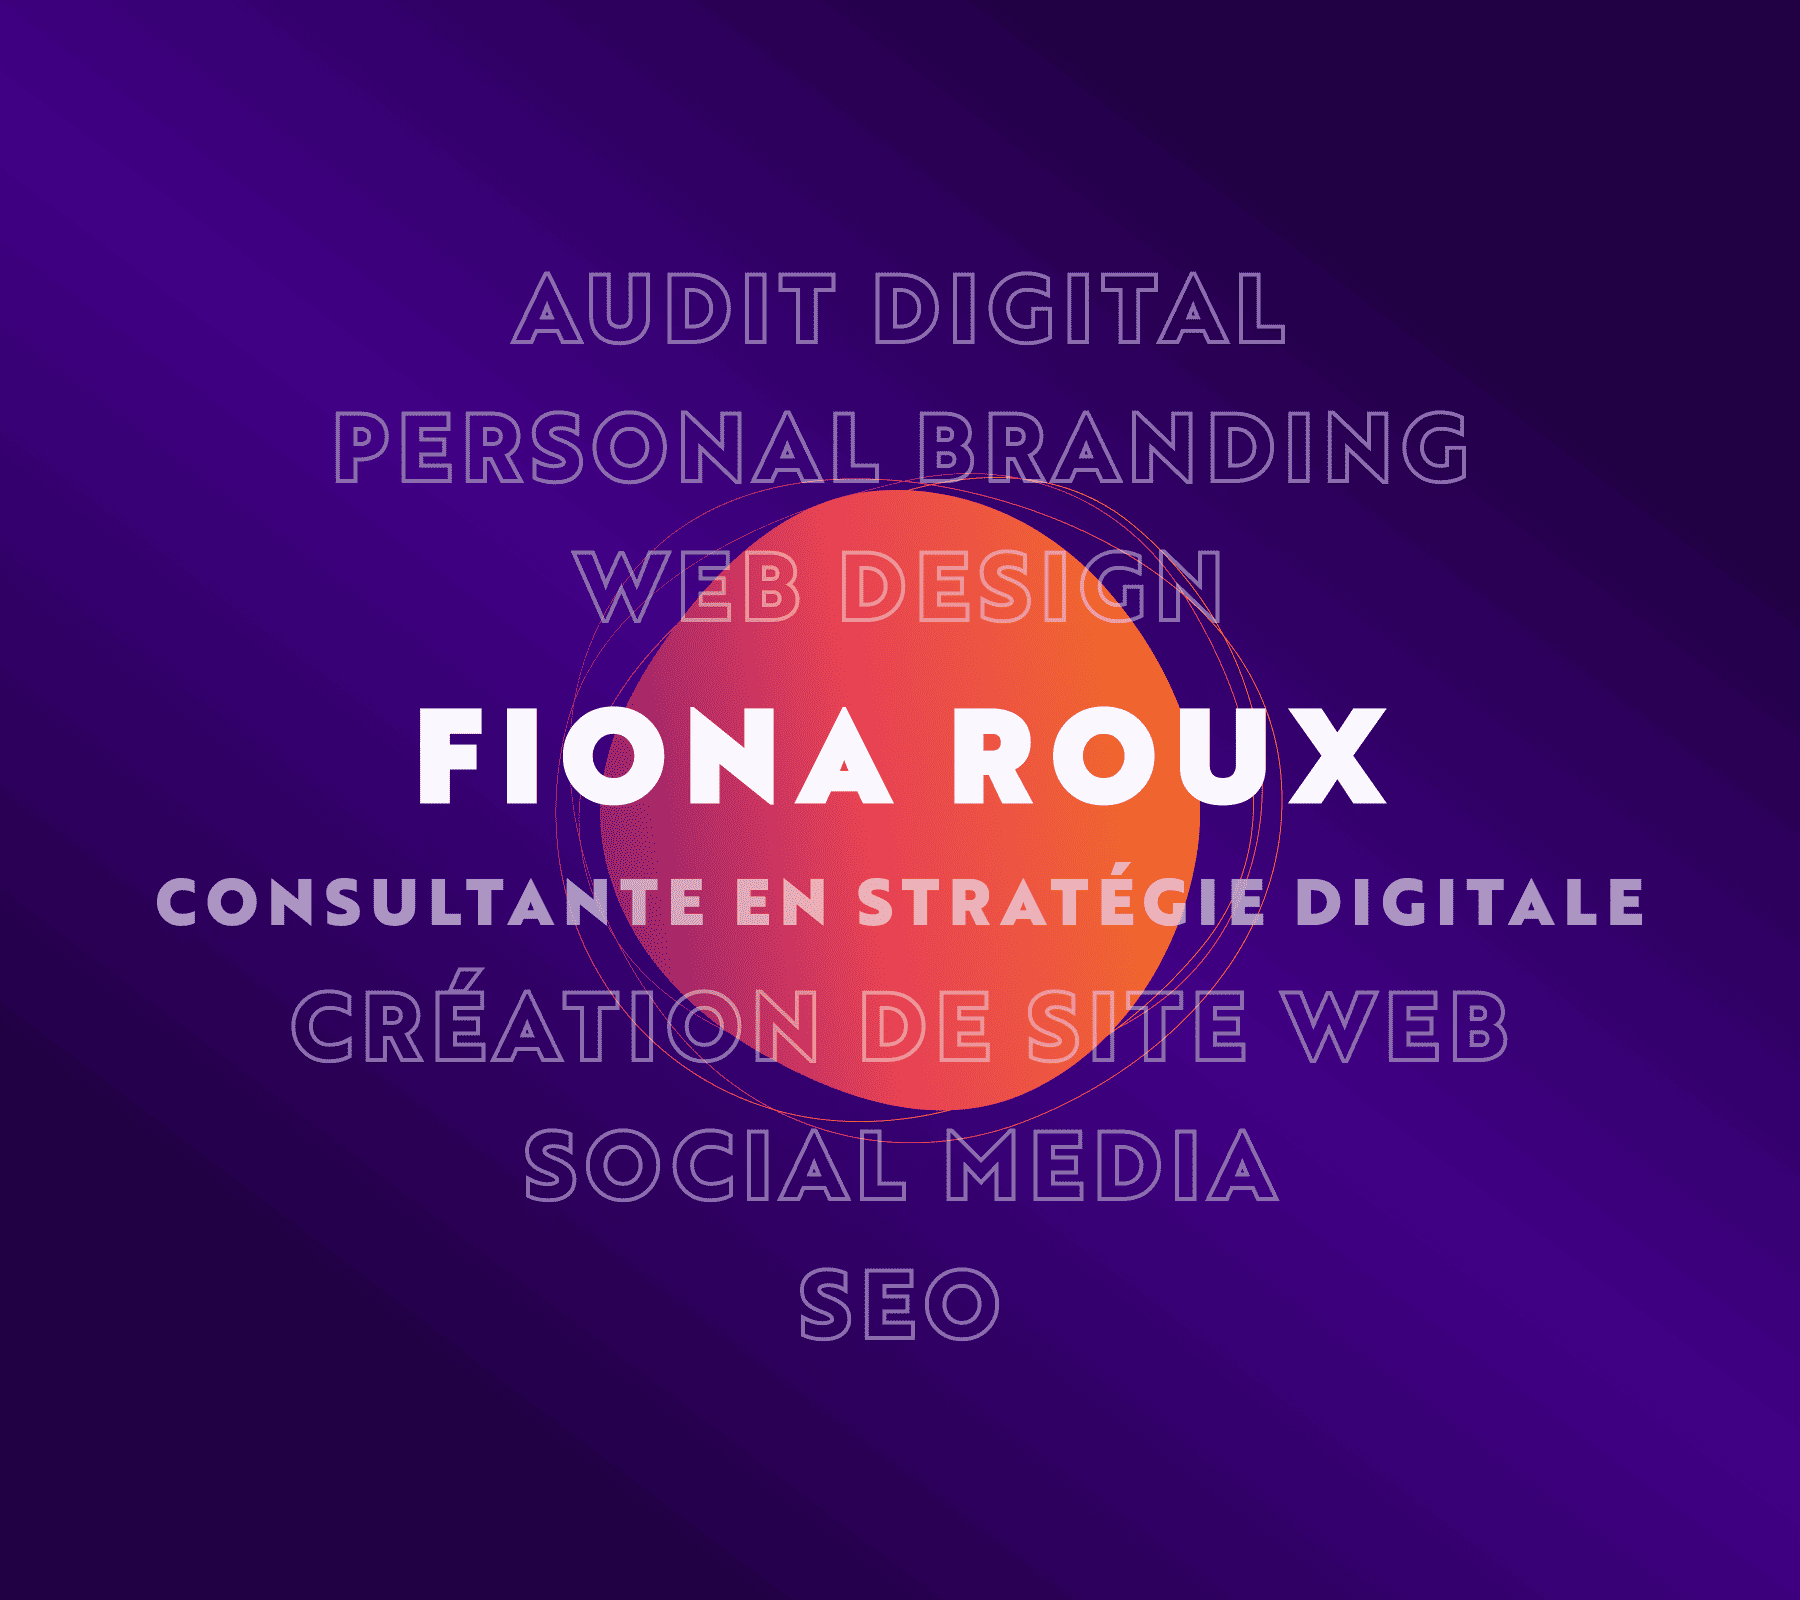 AUDIT DIGITAL
PERSONAL BRANDING
WEB DESIGN
FIONA ROUX
CONSULTANTE EN STRATÉGIE DIGITALE
CRÉATION DE SITE WEB
SOCIAL MEDIA
SEO